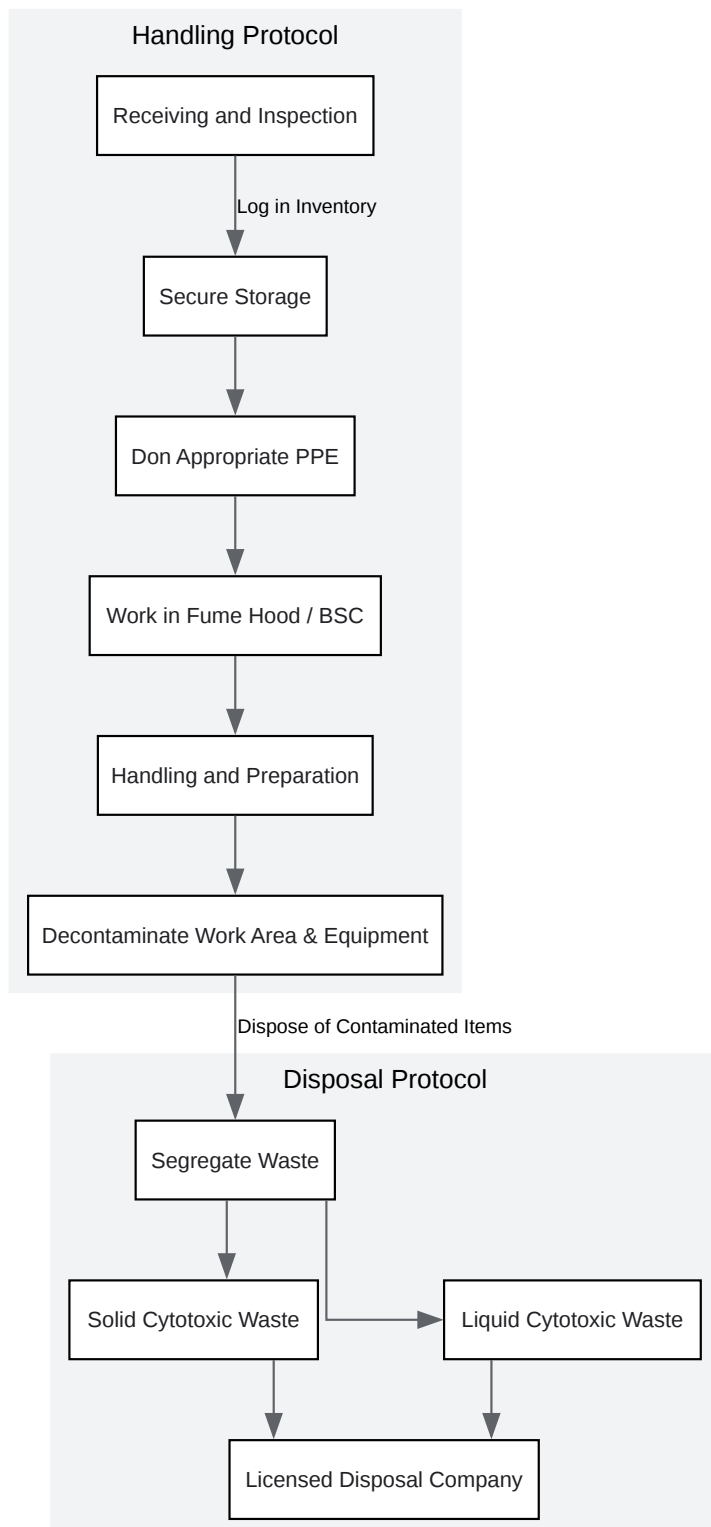 Handling Protocol
Receiving and Inspection
Log in Inventory
Secure Storage
Don Appropriate PPE
Work in Fume Hood / BSC
Handling and Preparation
Decontaminate Work Area & Equipment
Dispose of Contaminated Items
Disposal Protocol
Segregate Waste
Solid Cytotoxic Waste
Liquid Cytotoxic Waste
Licensed Disposal Company